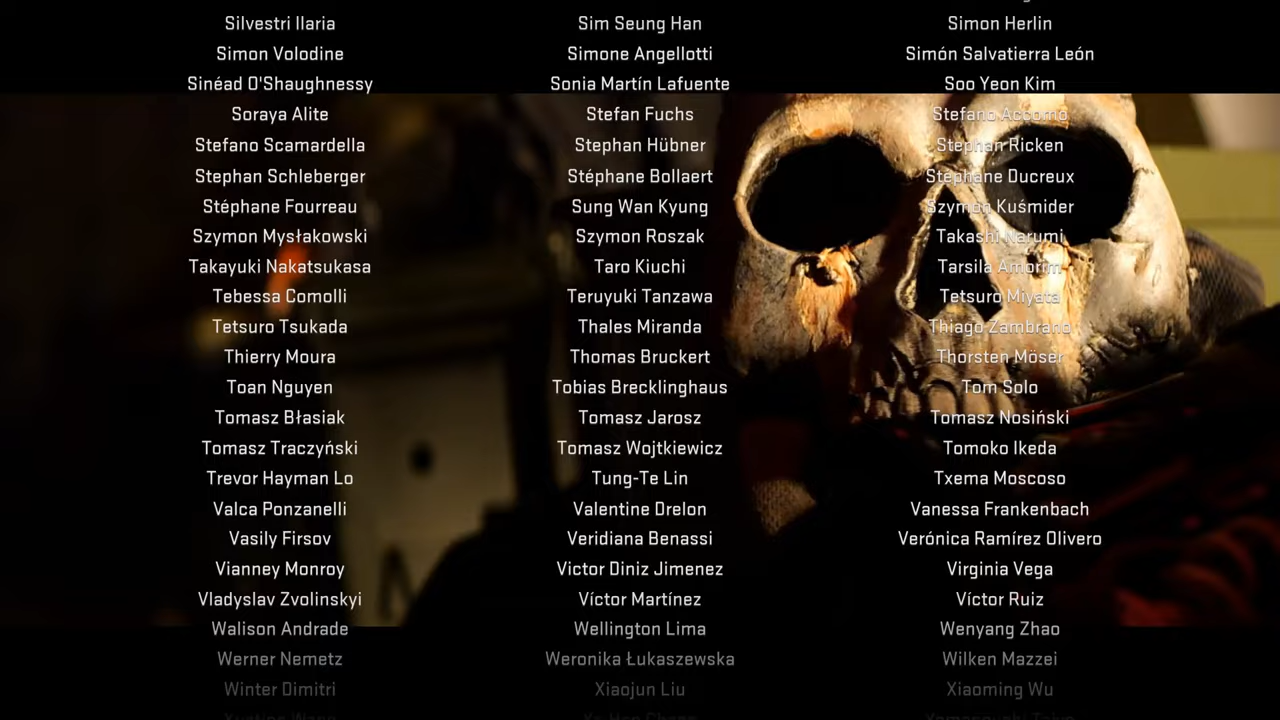 Silvestri Ilaria Sim Seung Han Simon Herlin
Simon Volodine Simone Angellotti Simón Salvatierra León
Sinéad O'Shaughnessy Sonia Martín Lafuente Soo Yeon Kim
Soraya Alite Stefan Fuchs Stefano Accomo
Stefano Scamardella Stephan Hübner Stephan Ricken
Stephan Schleberger Stéphane Bollaert Stéphane Ducreux
Stéphane Fourreau Sung Wan Kyung Szymon Kuśmider
Szymon Mysłakowski Szymon Roszak Takashi Narumi
Takayuki Nakatsukasa Taro Kiuchi Tarsila Amorim
Tebessa Comolli Teruyuki Tanzawa Tetsuro Miyata
Tetsuro Tsukada Thales Miranda Thiago Zambrano
Thierry Moura Thomas Bruckert Thorsten Möser
Toan Nguyen Tobias Brecklinghaus Tom Solo
Tomasz Błasiak Tomasz Jarosz Tomasz Nosiński
Tomasz Traczyński Tomasz Wojtkiewicz Tomoko Ikeda
Trevor Hayman Lo Tung-Te Lin Txema Moscoso
Valca Ponzanelli Valentine Drelon Vanessa Frankenbach
Vasily Firsov Veridiana Benassi Verónica Ramírez Olivero
Vianney Monroy Victor Diniz Jimenez Virginia Vega
Vladyslav Zvolinskyi Víctor Martínez Víctor Ruiz
Walison Andrade Wellington Lima Wenyang Zhao
Werner Nemetz Weronika Łukaszewska Wilken Mazzei
Winter Dimitri Xiaojun Liu Xiaoming Wu